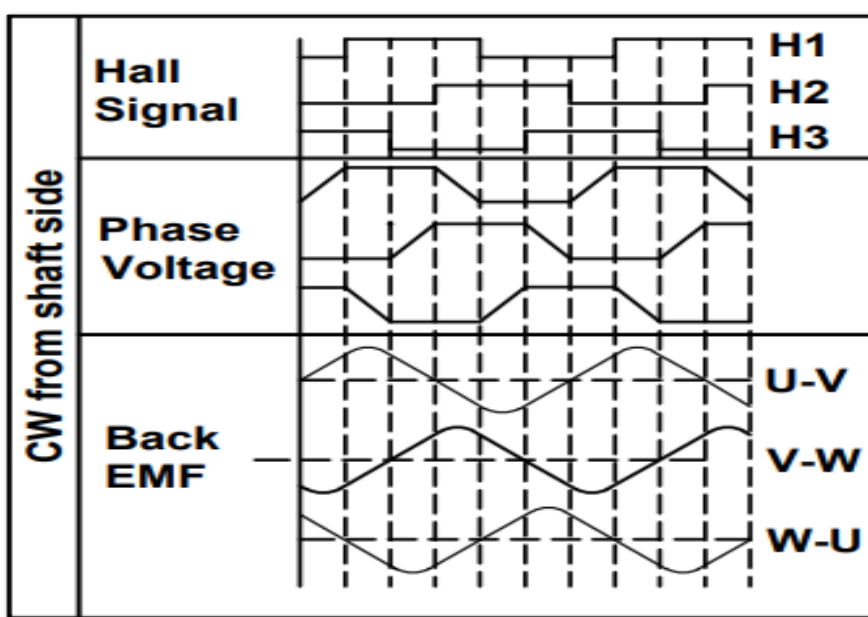 CW from shaft side
Hall
Signal
H1
H2
H3
Phase
Voltage
Back
EMF
U-V
V-W
W-U